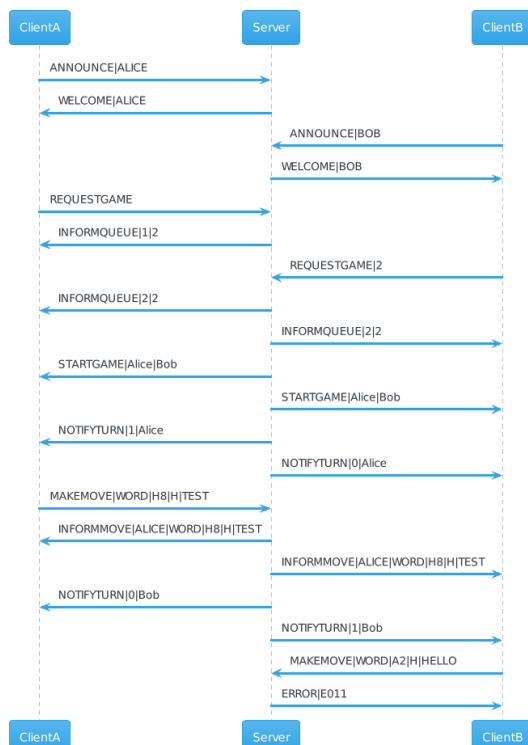 ClientA Server ClientB
ANNOUNCE|ALICE
WELCOME|ALICE
ANNOUNCE|BOB
WELCOME|BOB
REQUESTGAME
INFORMQUEUE|1|2
REQUESTGAME|2
INFORMQUEUE|2|2
INFORMQUEUE|2|2
STARTGAME|Alice|Bob
STARTGAME|Alice|Bob
NOTIFYTURN|1|Alice
NOTIFYTURN|0|Alice
MAKEMOVE|WORD|H8|H|TEST
INFORMMOVE|ALICE|WORD|H8|H|TEST
INFORMMOVE|ALICE|WORD|H8|H|TEST
NOTIFYTURN|0|Bob
NOTIFYTURN|1|Bob
MAKEMOVE|WORD|A2|H|HELLO
ERROR|E011
ClientA Server ClientB